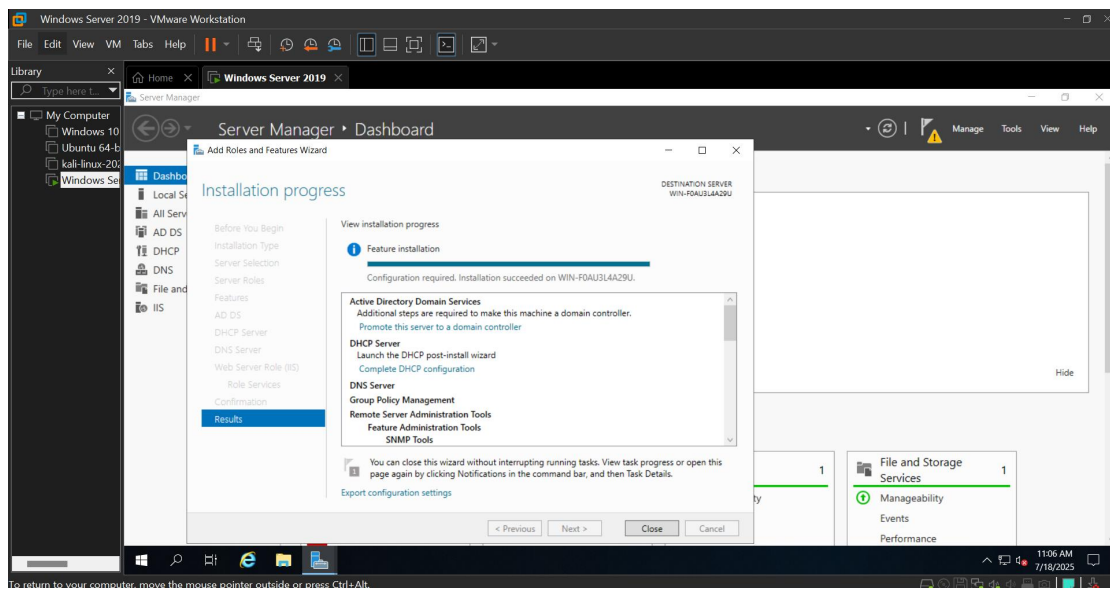 Windows Server 2019 - VMware Workstation
File Edit View VM Tabs Help
Library
Type here t...
Home
Windows Server 2019
My Computer
Windows 10
Ubuntu 64-b
kali-linux-202
Windows Se
Server Manager
Server Manager • Dashboard
Manage Tools View Help
Dashbo
Local Se
All Serv
AD DS
DHCP
DNS
File and
IIS
Add Roles and Features Wizard
Installation progress
DESTINATION SERVER
WIN-F0AU3L4A29U
Before You Begin
Installation Type
Server Selection
Server Roles
Features
AD DS
DHCP Server
DNS Server
Web Server Role (IIS)
Role Services
Confirmation
Results
View installation progress
Feature installation
Configuration required. Installation succeeded on WIN-F0AU3L4A29U.
Active Directory Domain Services
Additional steps are required to make this machine a domain controller.
Promote this server to a domain controller
DHCP Server
Launch the DHCP post-install wizard
Complete DHCP configuration
DNS Server
Group Policy Management
Remote Server Administration Tools
Feature Administration Tools
SNMP Tools
1
You can close this wizard without interrupting running tasks. View task progress or open this
page again by clicking Notifications in the command bar, and then Task Details.
Export configuration settings
< Previous Next > Close Cancel
Hide
1
ty
File and Storage
Services
1
Manageability
Events
Performance
11:06 AM
7/18/2025
To return to your computer, move the mouse pointer outside or press Ctrl+Alt.